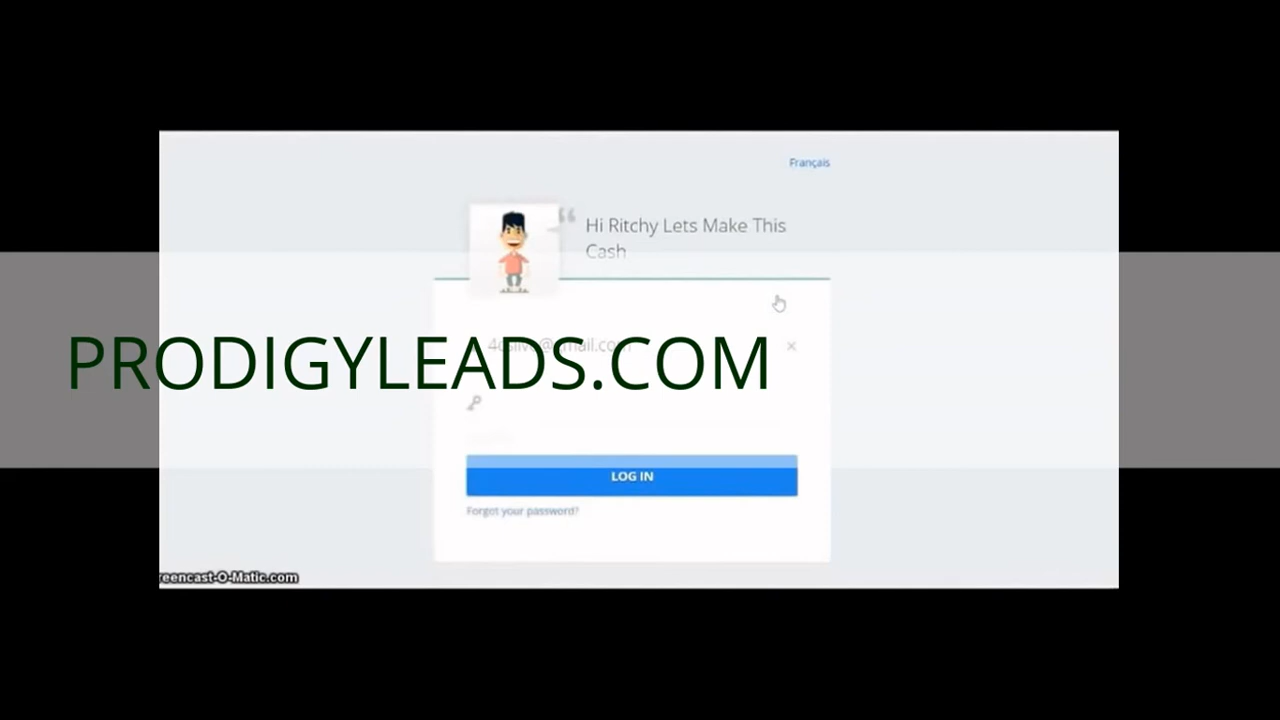 Français
Hi Ritchy Lets Make This
Cash
PRODIGYLEADS.COM
LOG IN
Forgot your password?
reencast-O-Matic.com